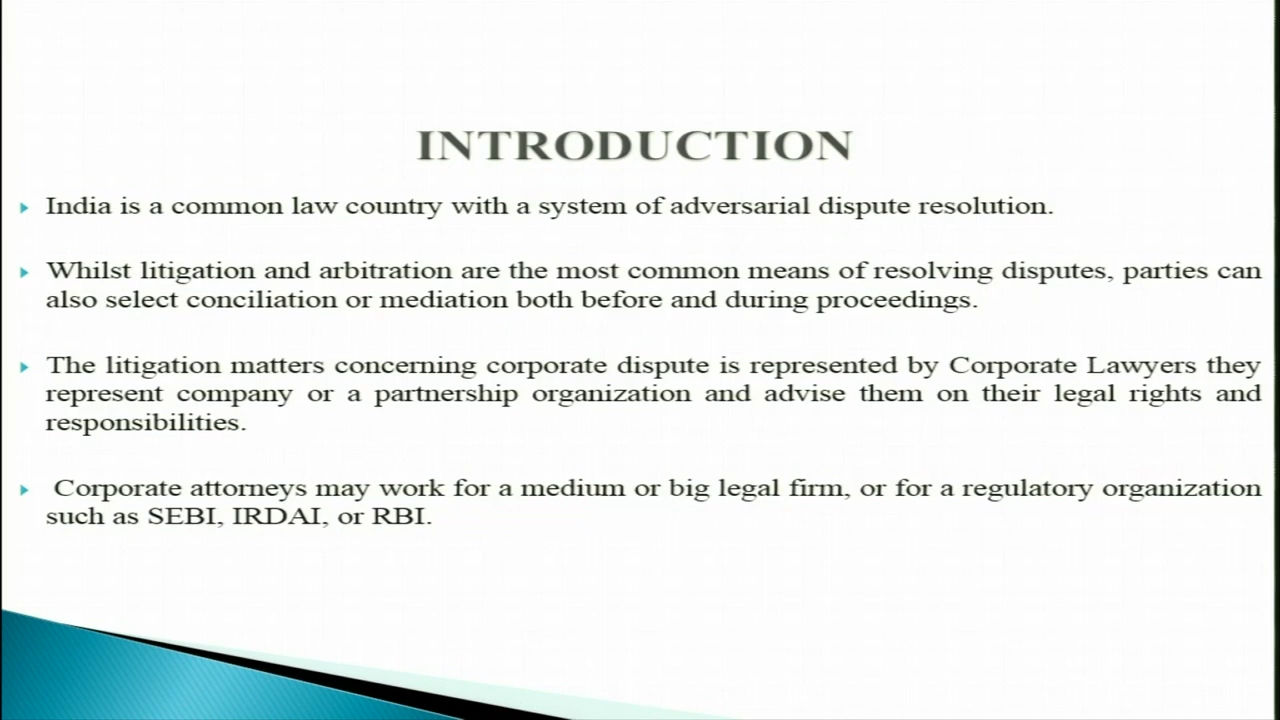 INTRODUCTION
India is a common law country with a system of adversarial dispute resolution.
Whilst litigation and arbitration are the most common means of resolving disputes, parties can
also select conciliation or mediation both before and during proceedings.
The litigation matters concerning corporate dispute is represented by Corporate Lawyers they
represent company or a partnership organization and advise them on their legal rights and
responsibilities.
Corporate attorneys may work for a medium or big legal firm, or for a regulatory organization
such as SEBI, IRDAI, or RBI.